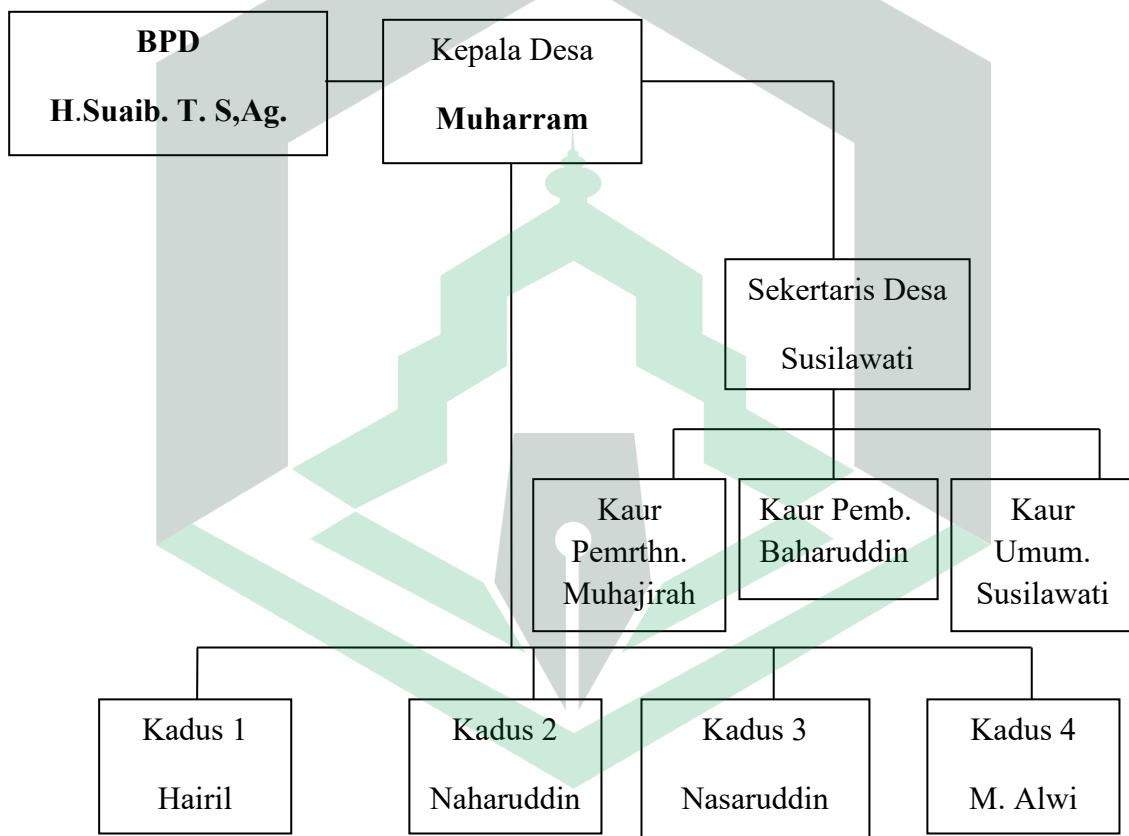 BPD
H.Suaib. T. S,Ag.
Kepala Desa
Muharram
Sekertaris Desa
Susilawati
Kaur
Pemrthn.
Muhajirah
Kaur Pemb.
Baharuddin
Kaur
Umum.
Susilawati
Kadus 1
Hairil
Kadus 2
Naharuddin
Kadus 3
Nasaruddin
Kadus 4
M. Alwi